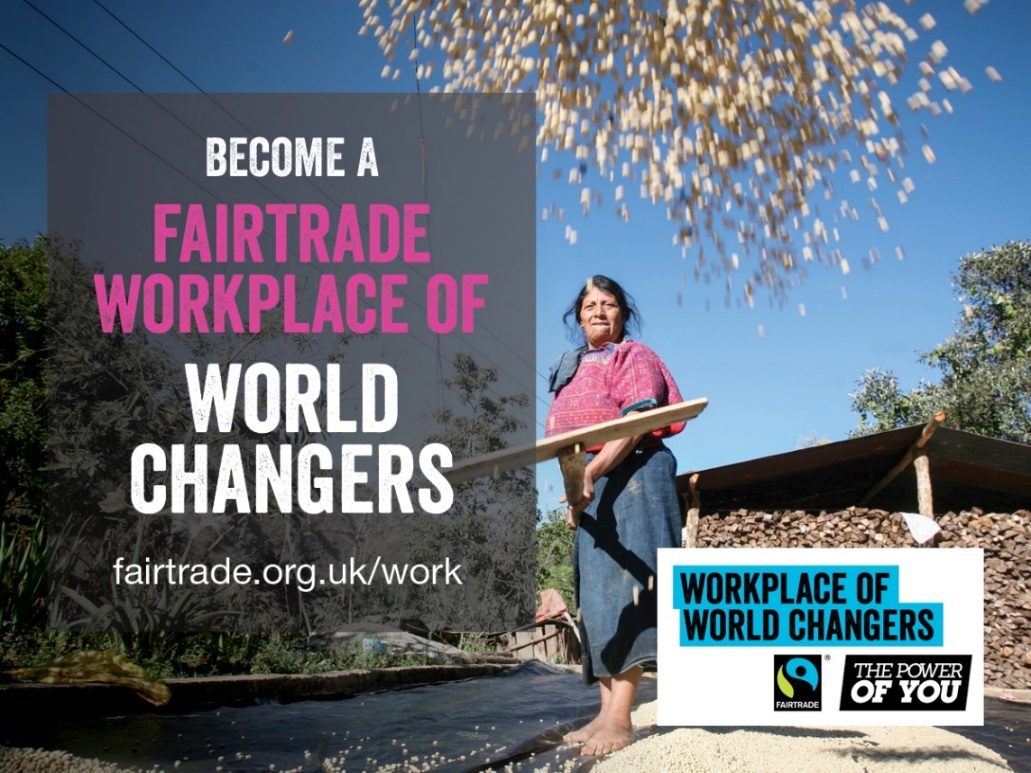 BECOME A
FAIRTRADE
WORKPLACE OF
WORLD
CHANGERS
fairtrade.org.uk/work
WORKPLACE OF
WORLD CHANGERS
FAIRTRADE
®
THE POWER
OF YOU